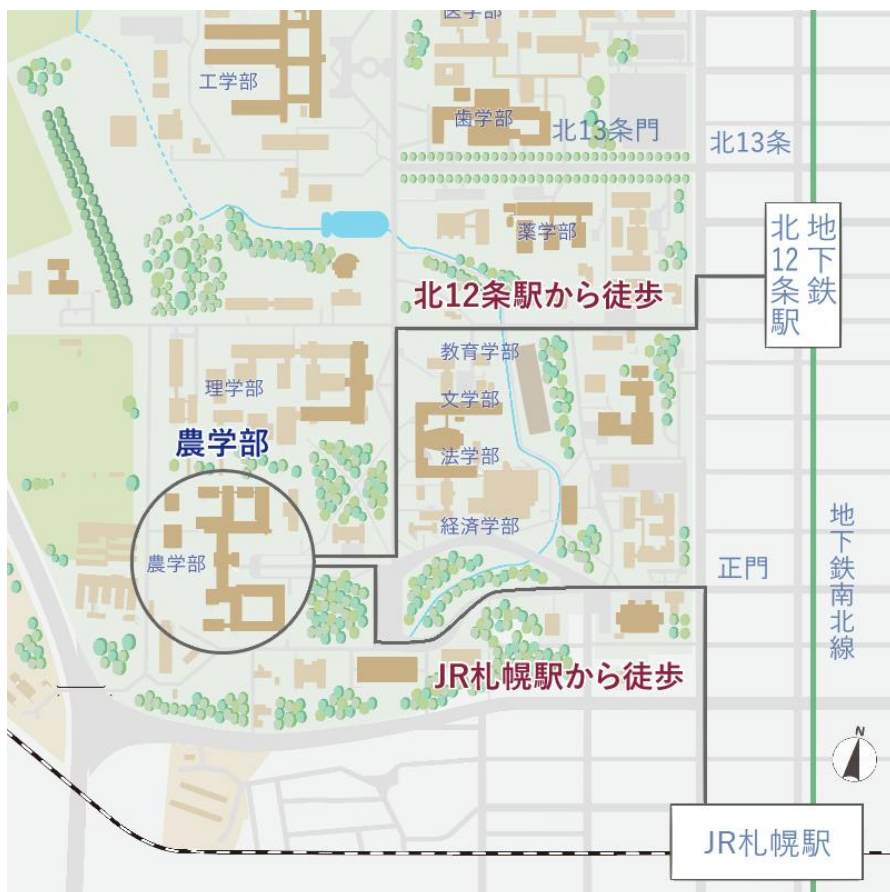 医学部
工学部
歯学部
北13条門
北13条
薬学部
地下鉄
北12条駅
北12条駅から徒歩
教育学部
理学部
文学部
農学部
法学部
経済学部
農学部
正門
地下鉄南北線
JR札幌駅から徒歩
N
JR札幌駅